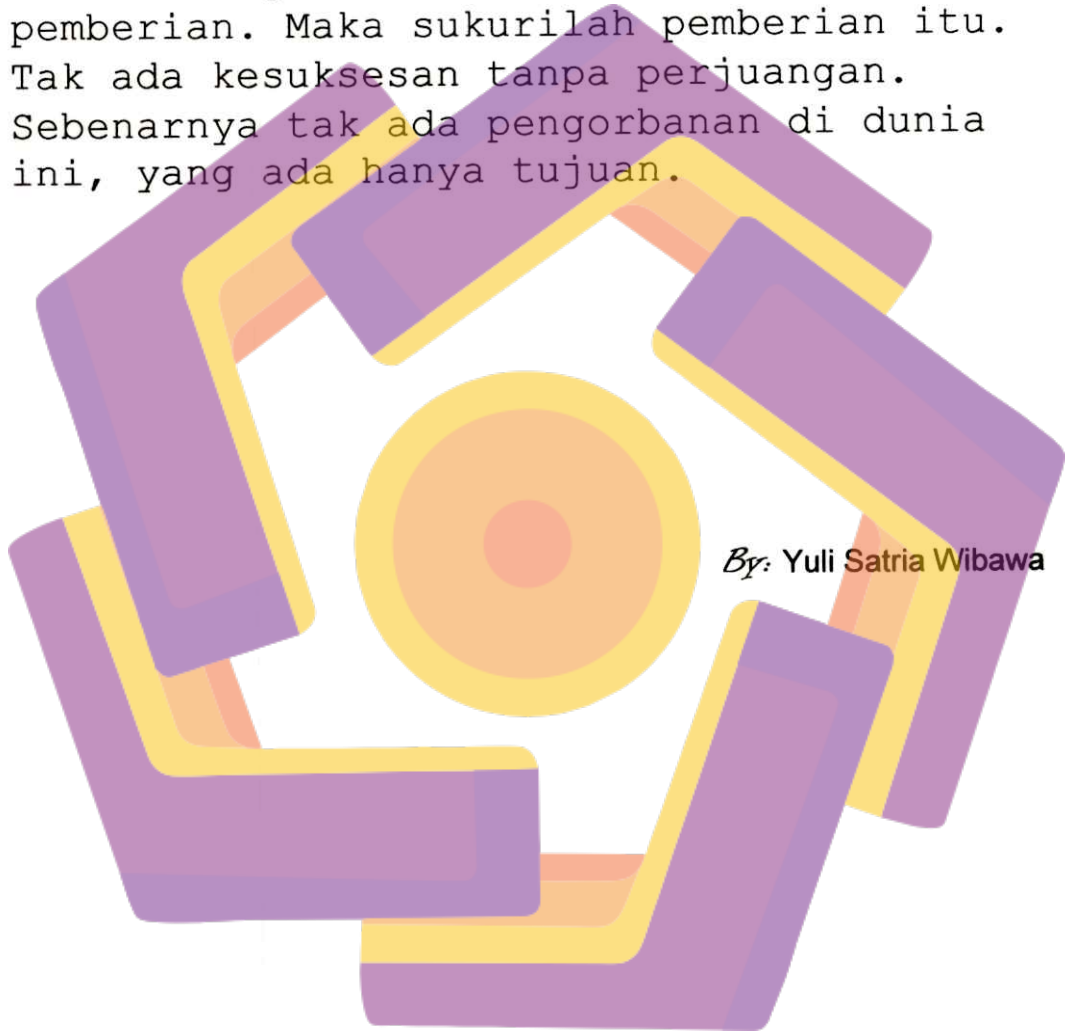 pemberian. Maka sukurilah pemberian itu.
Tak ada kesuksesan tanpa perjuangan.
Sebenarnya tak ada pengorbanan di dunia
ini, yang ada hanya tujuan.
By: Yuli Satria Wibawa